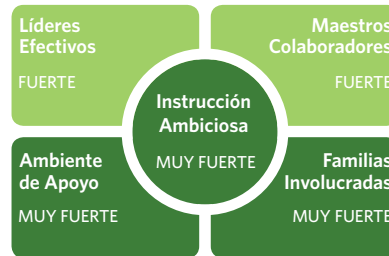 Líderes
Efectivos
FUERTE
Maestros
Colaboradores
FUERTE
Instrucción
Ambiciosa
MUY FUERTE
Ambiente
de Apoyo
MUY FUERTE
Familias
Involucradas
MUY FUERTE